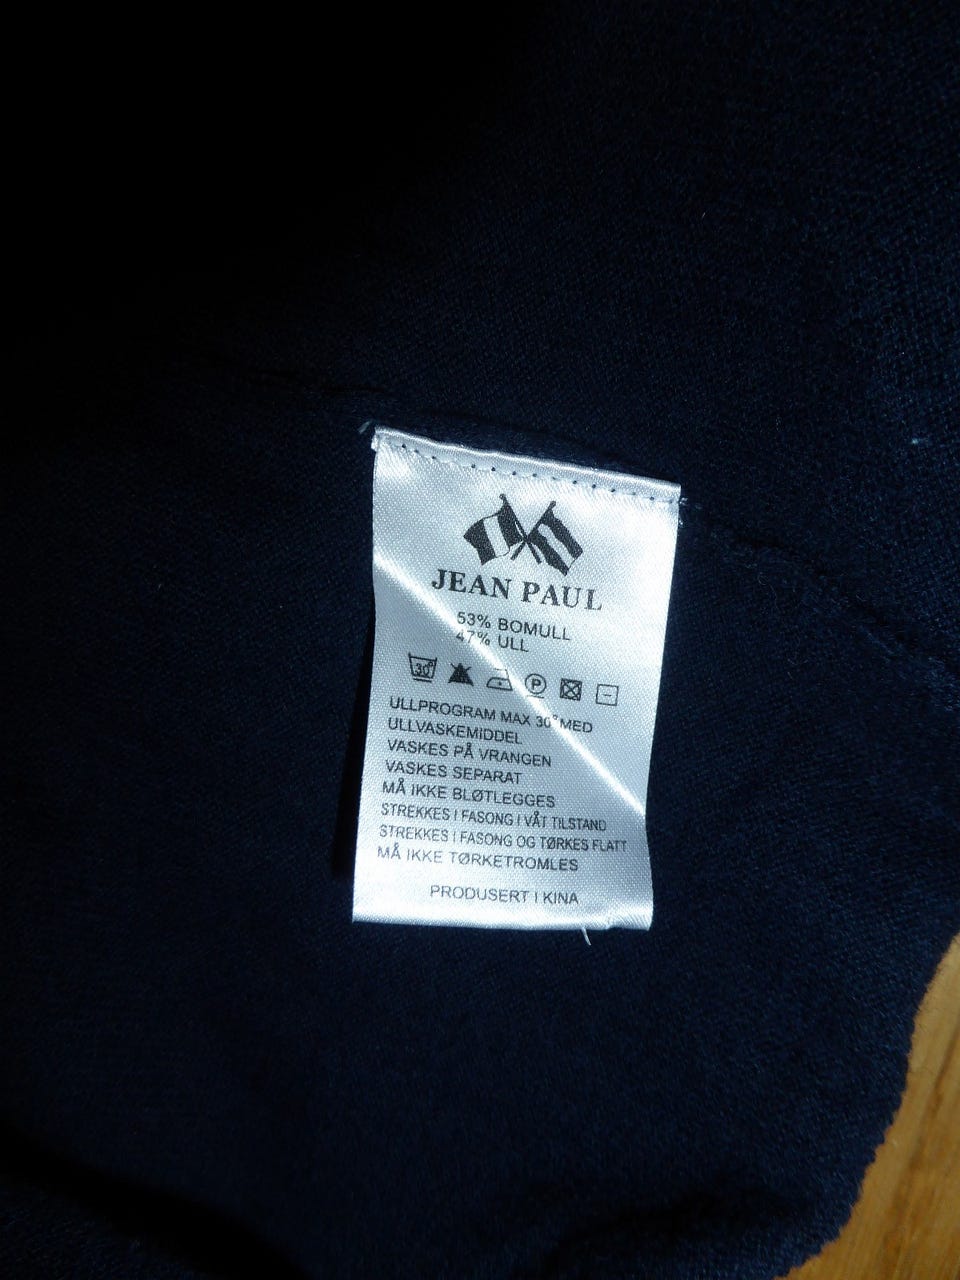 JEAN PAUL
53% BOMULL
47% ULL
30°
P
ULLPROGRAM MAX 30° MED
ULLVASKEMIDDEL
VASKES PÅ VRANGEN
VASKES SEPARAT
MÅ IKKE BLØTLEGGES
STREKKES I FASONG I VÅT TILSTAND
STREKKES I FASONG OG TØRKES FLATT
MÅ IKKE TØRKETROMLES
PRODUSERT I KINA